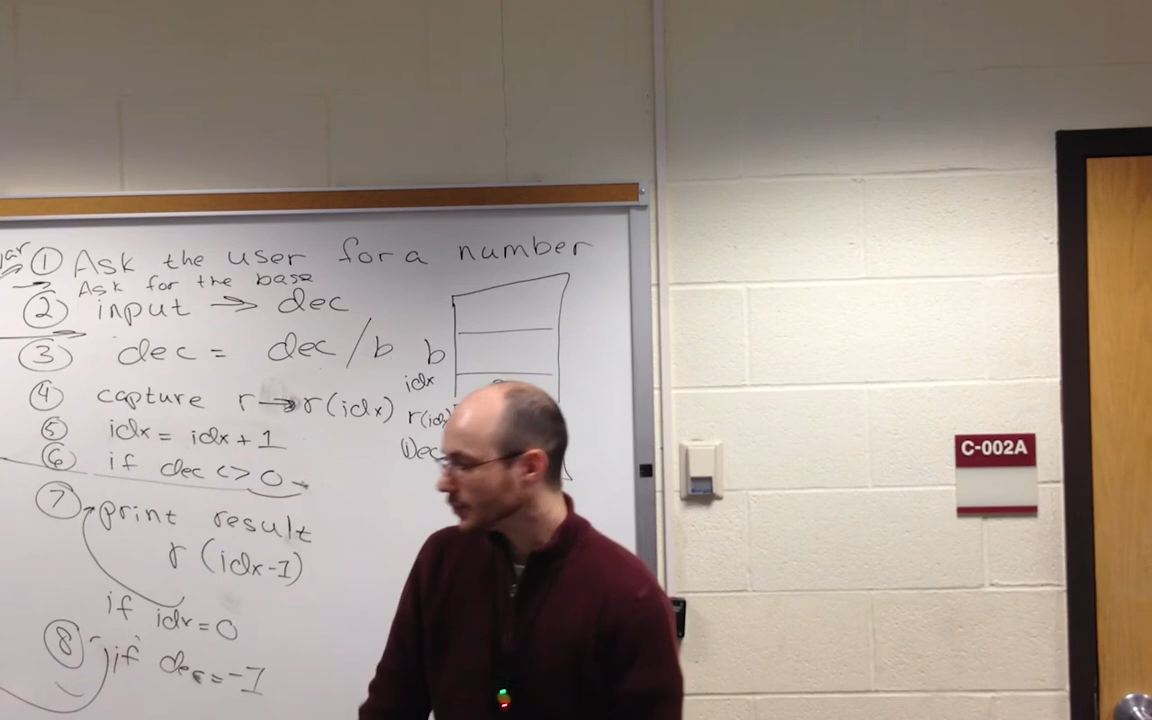 ① Ask the user for a number
Ask for the base
② input → dec
③ dec = dec / b
④ capture r → r(idx)
⑤ idx = idx + 1
⑥ if dec <> 0
⑦ print result
r (idx-1)
if idx = 0
⑧ if dec = -1
b
idx
r(idx
Dec
C-002A